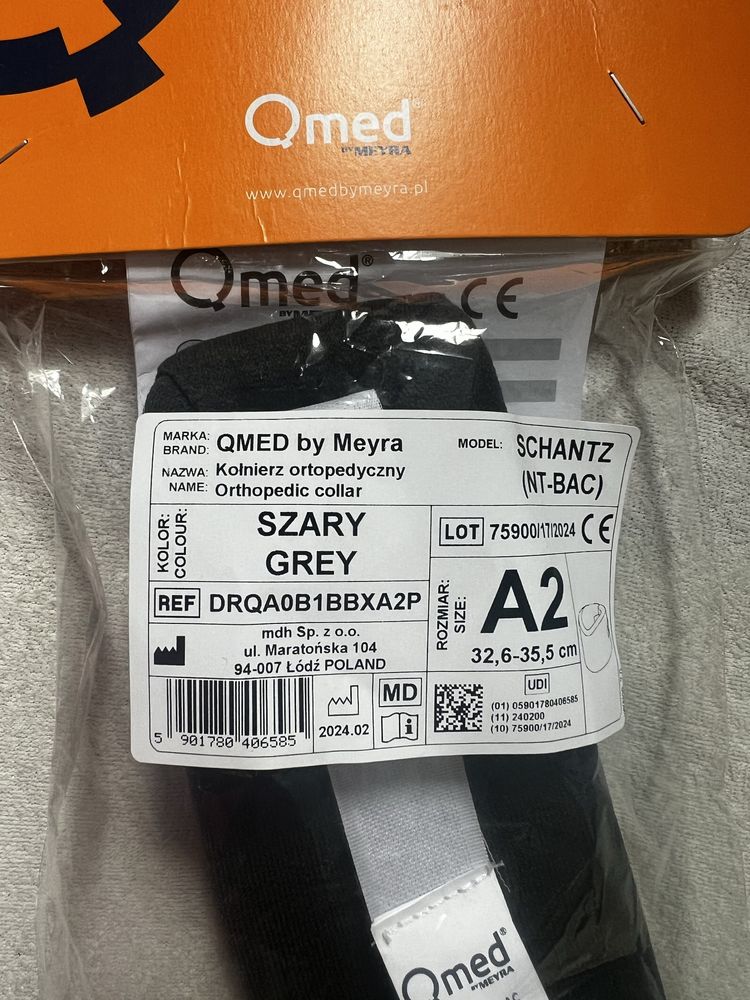 Qmed®
BY MEYRA
www.qmedbymeyra.pl
Qmed®
CE
MARKA:
BRAND: QMED by Meyra
MODEL: SCHANTZ
(NT-BAC)
NAZWA: Kołnierz ortopedyczny
NAME: Orthopedic collar
KOLOR:
COLOUR:
SZARY
GREY
LOT 75900/17/2024 CE
REF DRQA0B1BBXA2P
ROZMIAR:
SIZE:
A2
32,6-35,5 cm
mdh Sp. z o.o.
ul. Maratońska 104
94-007 Łódź POLAND
5 901780 406585
2024.02
MD
UDI
(01) 05901780406585
(11) 240200
(10) 75900/17/2024
Qmed
BY MEYRA